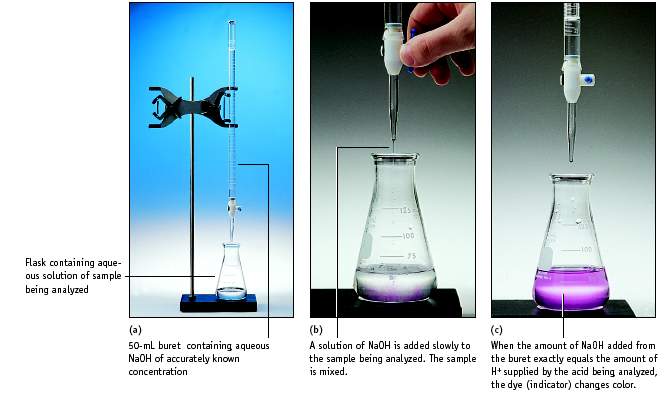 Flask containing aque-
ous solution of sample
being analyzed
(a)
50-mL buret containing aqueous
NaOH of accurately known
concentration
125
100
75
(b)
A solution of NaOH is added slowly to
the sample being analyzed. The sample
is mixed.
100
(c)
When the amount of NaOH added from
the buret exactly equals the amount of
H+ supplied by the acid being analyzed,
the dye (indicator) changes color.